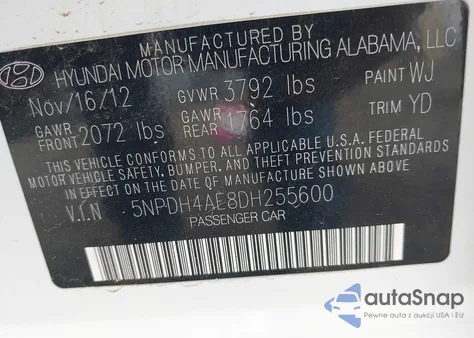 MANUFACTURED BY
HYUNDAI MOTOR MANUFACTURING ALABAMA, LLC
Nov/16/12 GVWR 3792 lbs PAINT WJ
GAWR FRONT 2072 lbs GAWR REAR 1764 lbs TRIM YD
THIS VEHICLE CONFORMS TO ALL APPLICABLE U.S.A. FEDERAL
MOTOR VEHICLE SAFETY, BUMPER, AND THEFT PREVENTION STANDARDS
IN EFFECT ON THE DATE OF MANUFACTURE SHOWN ABOVE
V.I.N 5NPDH4AE8DH255600
PASSENGER CAR
autoSnap
Pewne auta z aukcji USA i EU